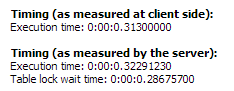 Timing (as measured at client side):
Execution time: 0:00:0.31300000
Timing (as measured by the server):
Execution time: 0:00:0.32291230
Table lock wait time: 0:00:0.28675700